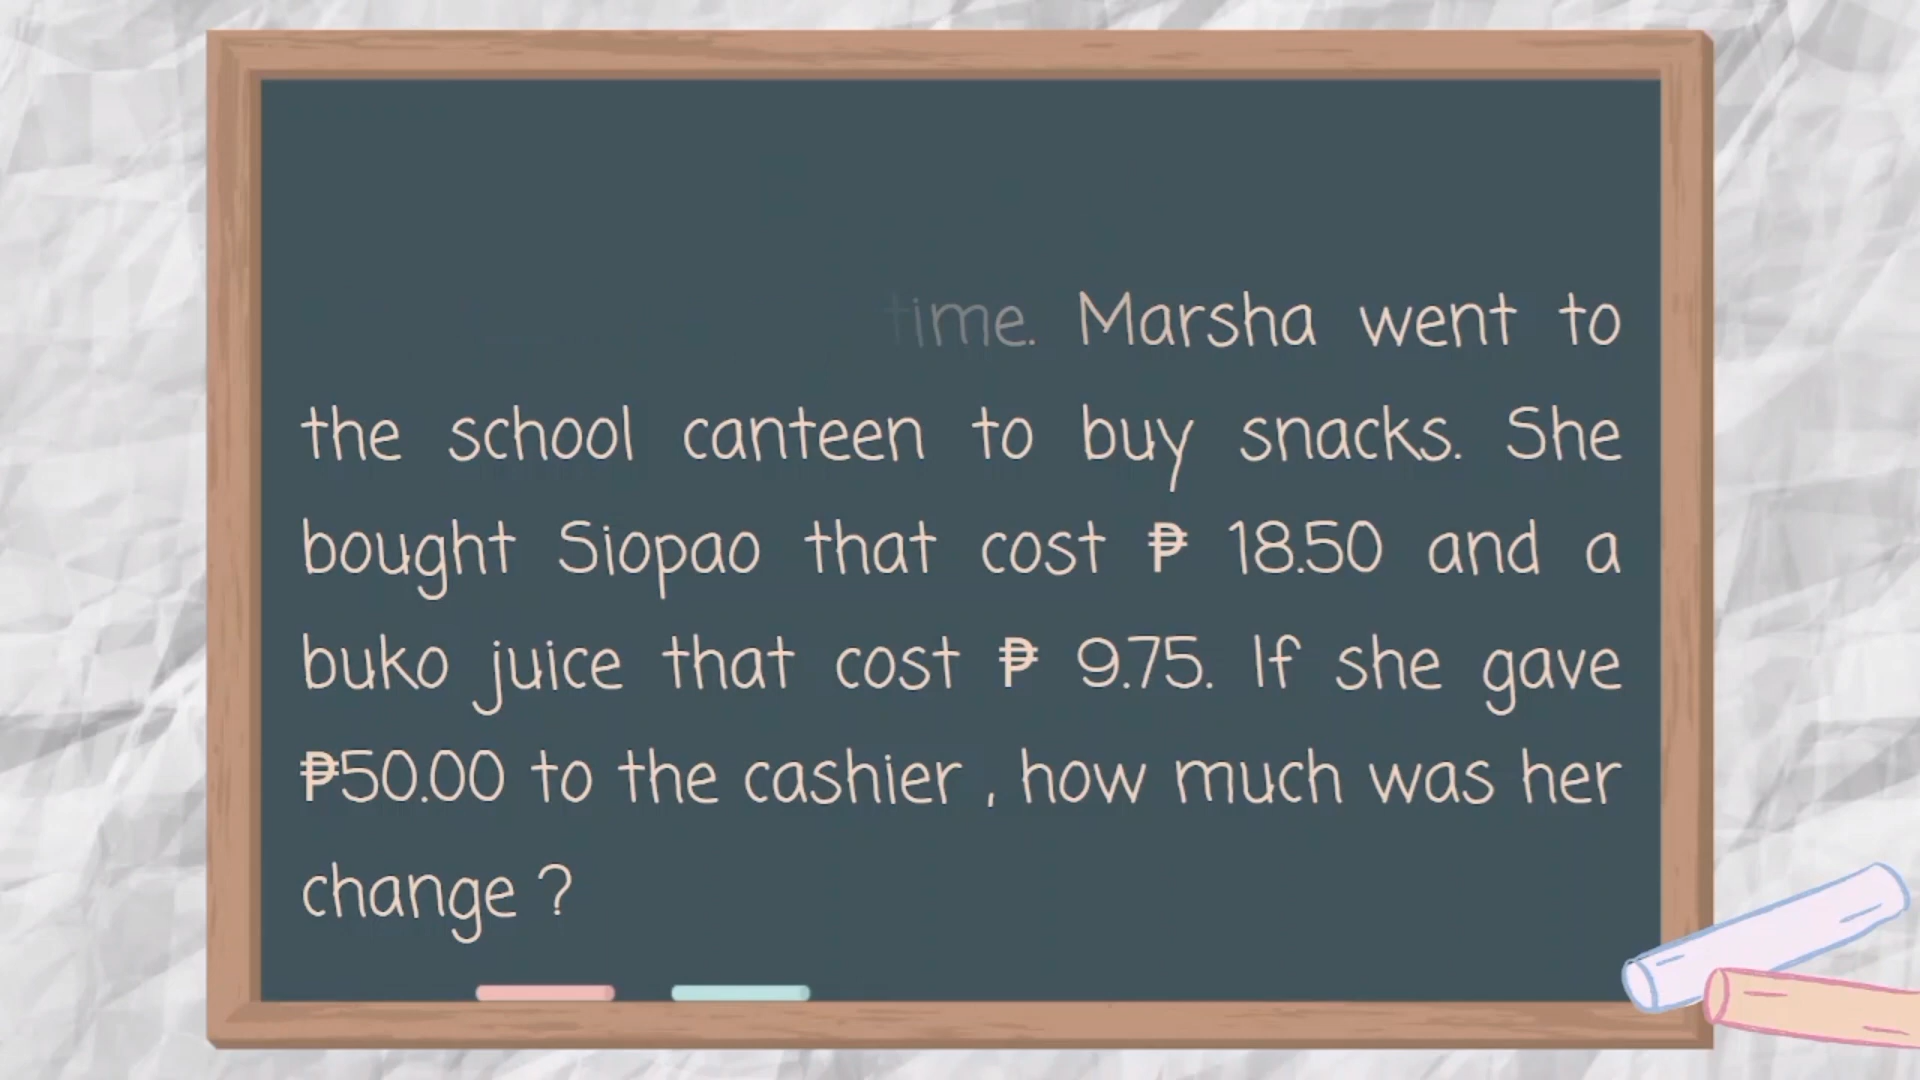 time. Marsha went to
the school canteen to buy snacks. She
bought Siopao that cost ₱ 18.50 and a
buko juice that cost ₱ 9.75. If she gave
₱50.00 to the cashier , how much was her
change ?